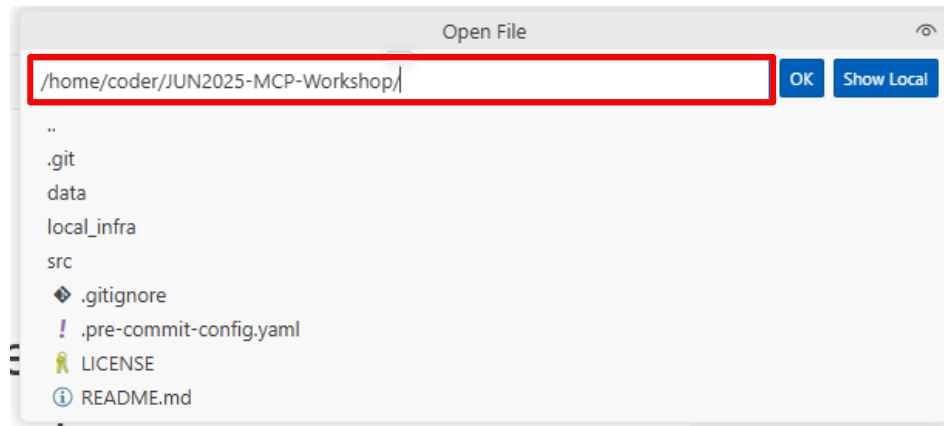 Open File
/home/coder/JUN2025-MCP-Workshop/ OK Show Local
..
.git
data
local_infra
src
.gitignore
.pre-commit-config.yaml
LICENSE
README.md